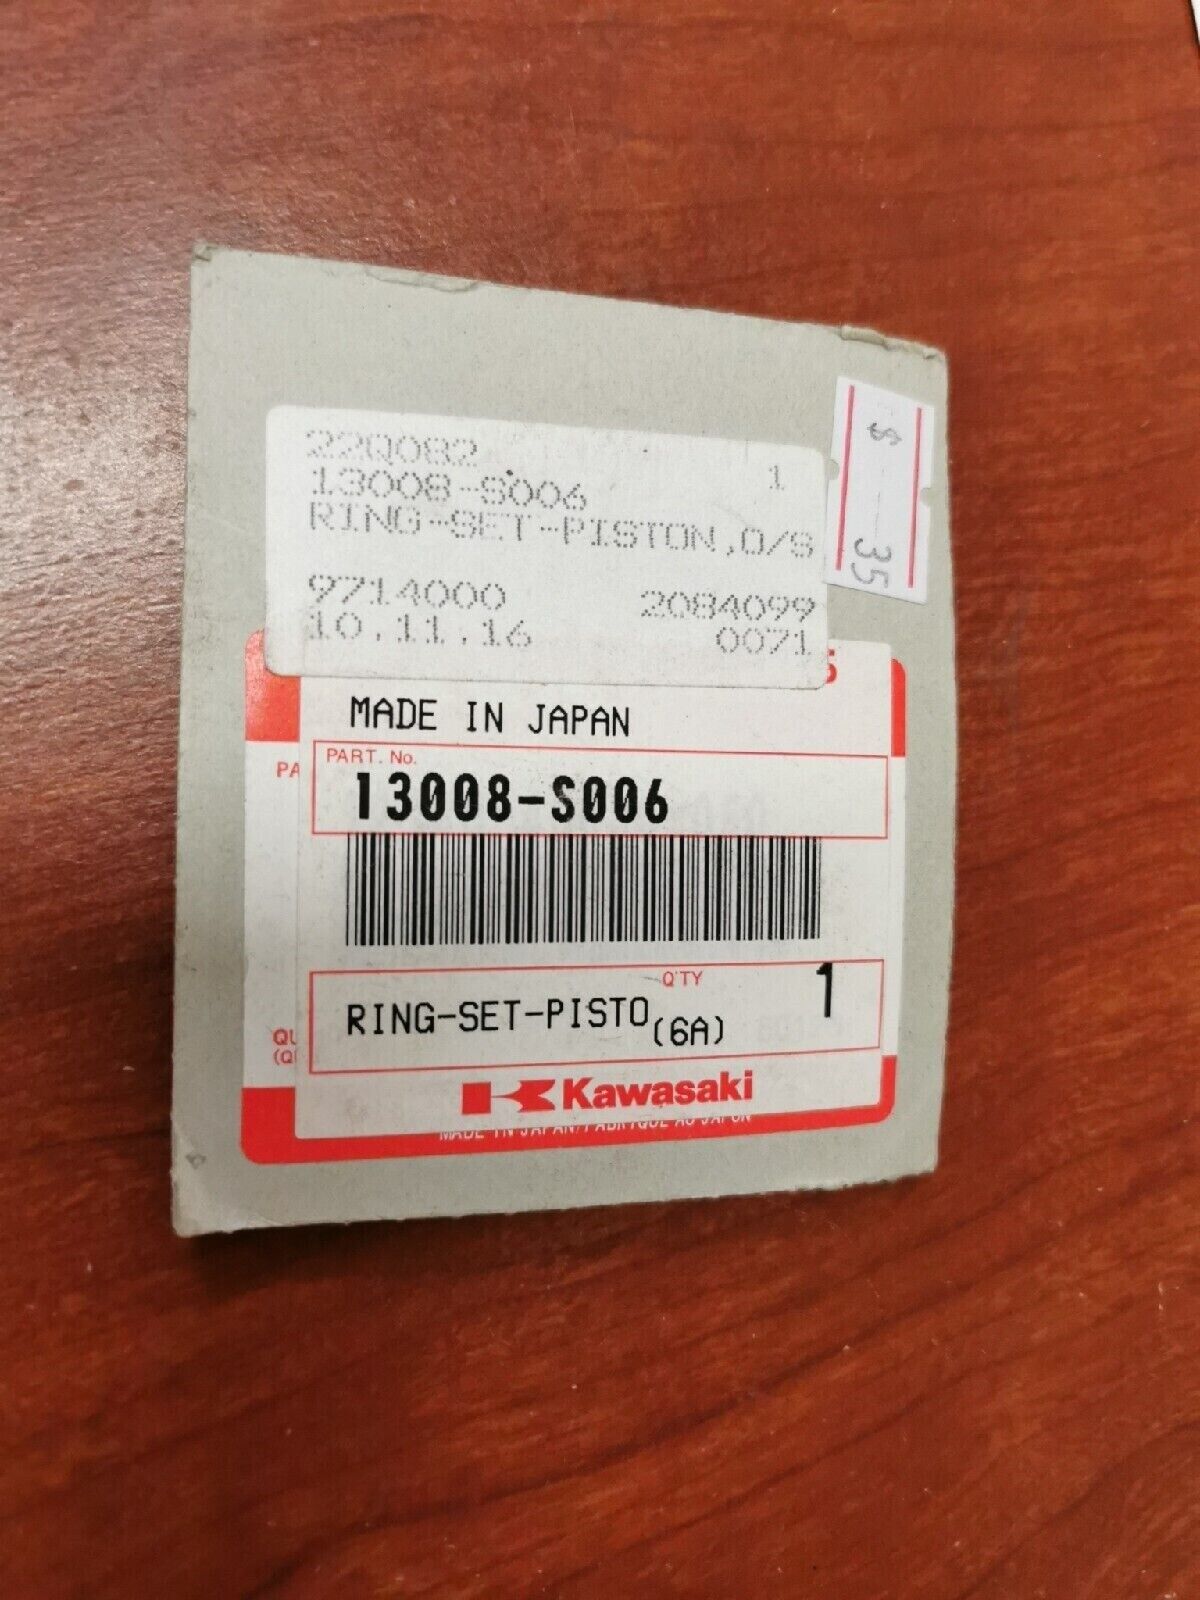 22Q082
13008-S006 1
RING-SET-PISTON,O/S
9714000 2084099
10.11.16 0071
$ 35
MADE IN JAPAN
PART. No.
13008-S006
Q'TY
RING-SET-PISTO(6A) 1
Kawasaki
MADE IN JAPAN/FABRIQUE AU JAPON